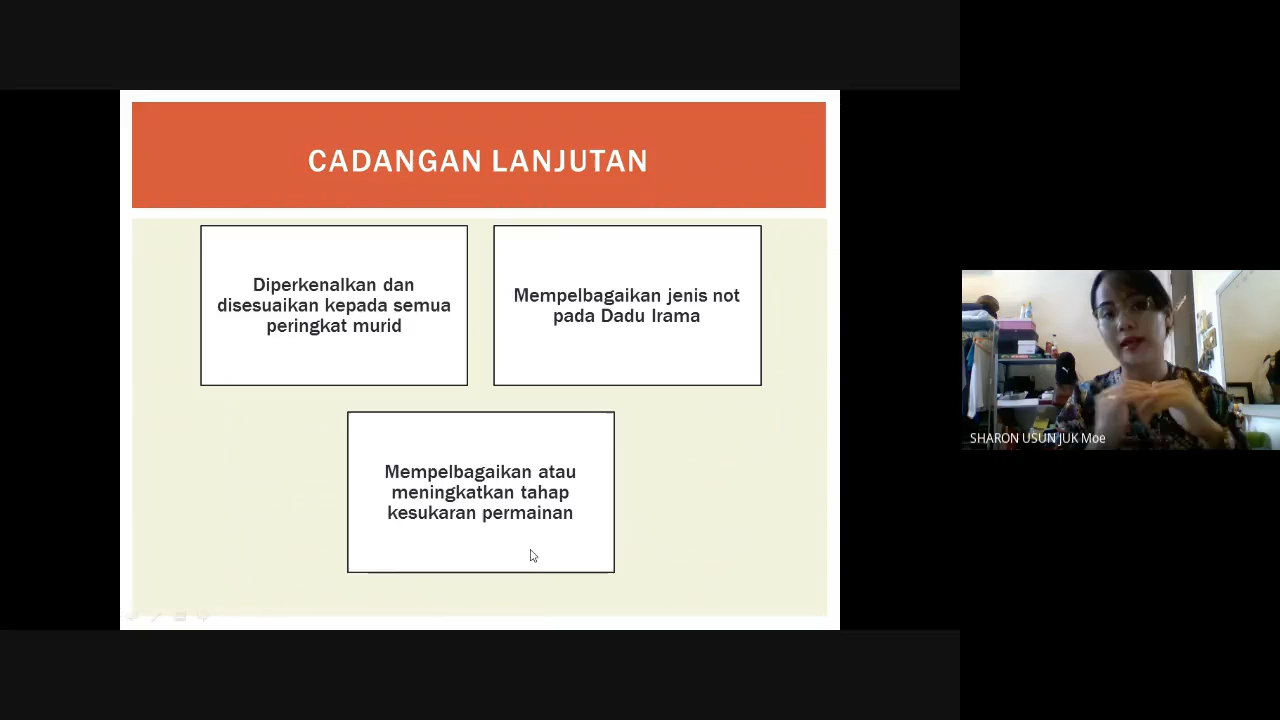 CADANGAN LANJUTAN
Diperkenalkan dan
disesuaikan kepada semua
peringkat murid
Mempelbagaikan jenis not
pada Dadu Irama
Mempelbagaikan atau
meningkatkan tahap
kesukaran permainan
SHARON USUN JUK Moe